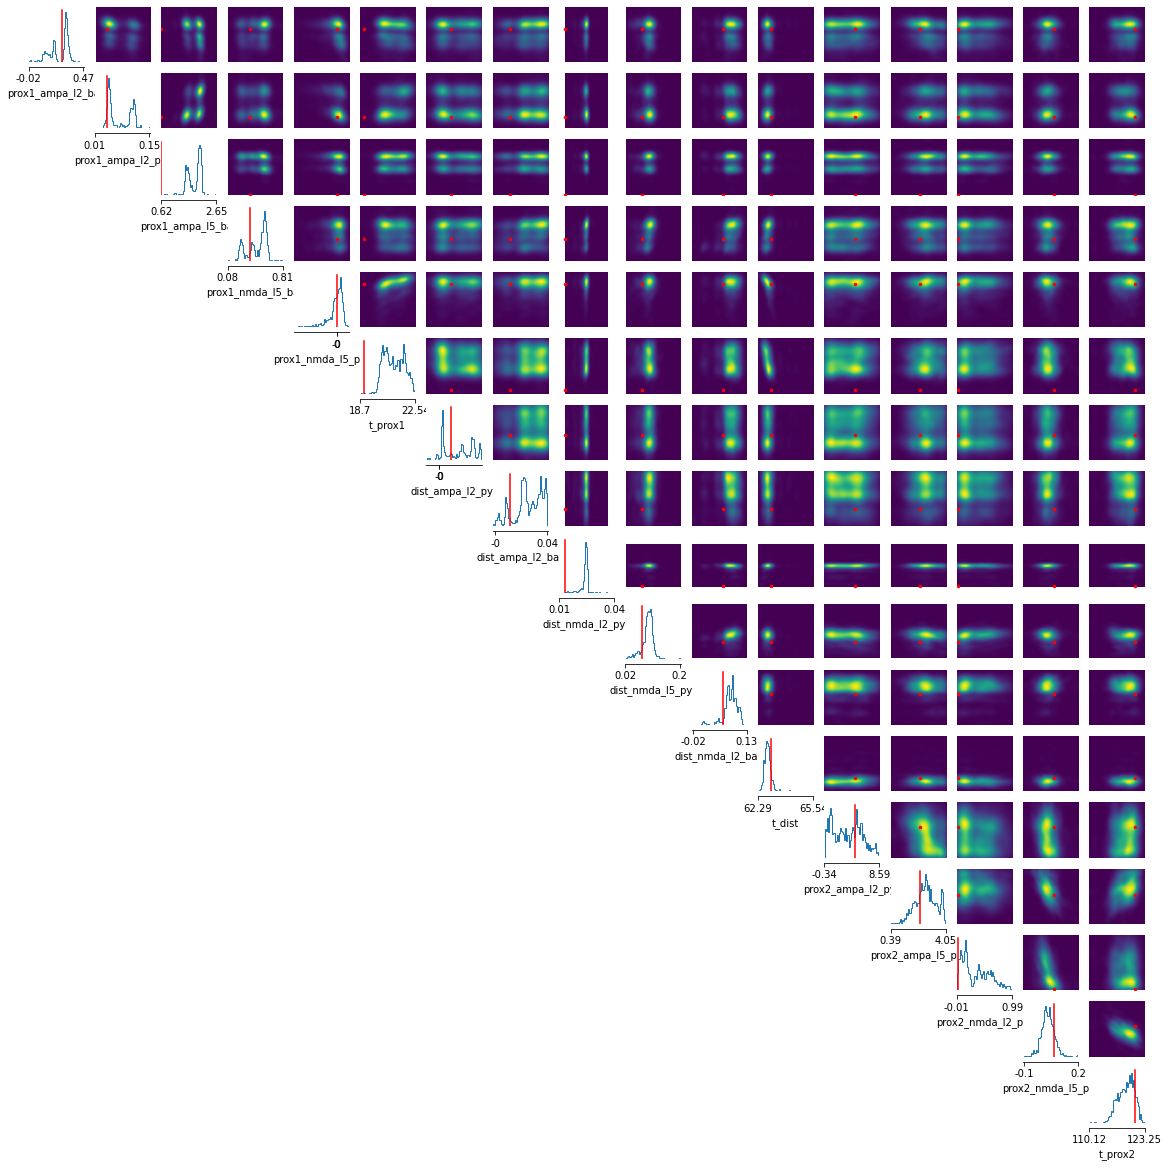 -0.02 0.47
prox1_ampa_l2_ba
0.01 0.15
prox1_ampa_l2_p
0.62 2.65
prox1_ampa_l5_ba
0.08 0.81
prox1_nmda_l5_b
-0
prox1_nmda_l5_p
18.7 22.54
t_prox1
-0
dist_ampa_l2_py
-0 0.04
dist_ampa_l2_ba
0.01 0.04
dist_nmda_l2_py
0.02 0.2
dist_nmda_l5_py
-0.02 0.13
dist_nmda_l2_ba
62.29 65.54
t_dist
-0.34 8.59
prox2_ampa_l2_py
0.39 4.05
prox2_ampa_l5_p
-0.01 0.99
prox2_nmda_l2_p
-0.1 0.2
prox2_nmda_l5_p
110.12 123.25
t_prox2